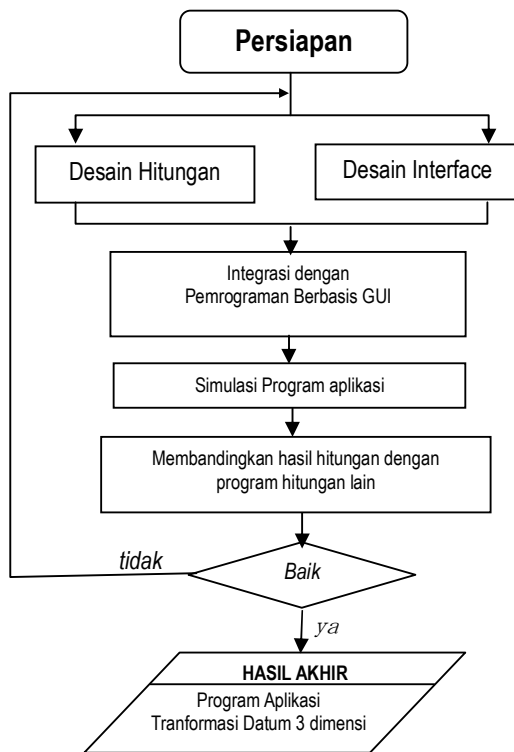 Persiapan
Desain Hitungan
Desain Interface
Integrasi dengan
Pemrograman Berbasis GUI
Simulasi Program aplikasi
Membandingkan hasil hitungan dengan
program hitungan lain
tidak
Baik
ya
HASIL AKHIR
Program Aplikasi
Tranformasi Datum 3 dimensi